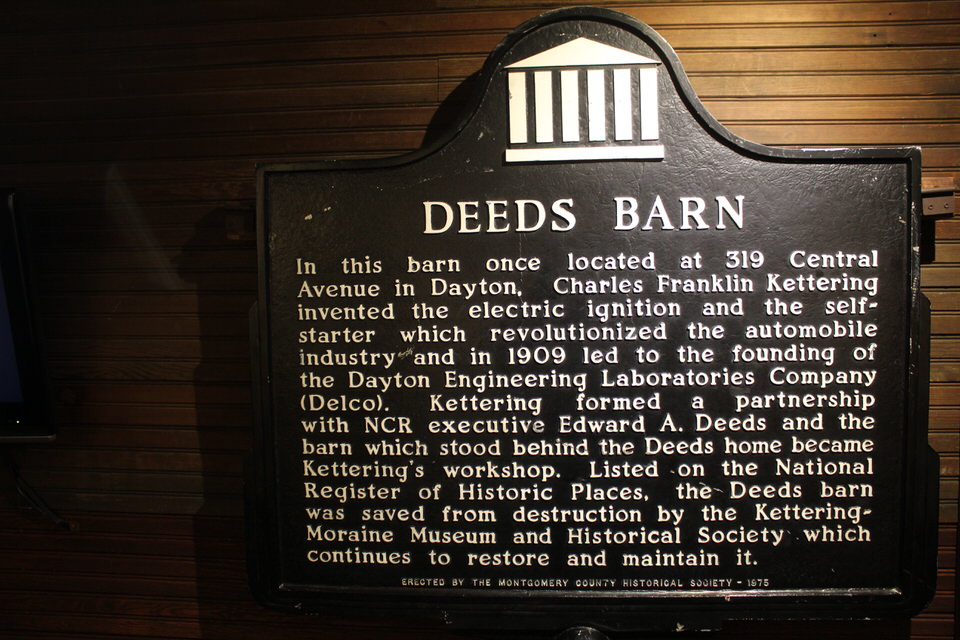 DEEDS BARN
In this barn once located at 319 Central
Avenue in Dayton, Charles Franklin Kettering
invented the electric ignition and the self-
starter which revolutionized the automobile
industry and in 1909 led to the founding of
the Dayton Engineering Laboratories Company
(Delco). Kettering formed a partnership
with NCR executive Edward A. Deeds and the
barn which stood behind the Deeds home became
Kettering's workshop. Listed on the National
Register of Historic Places, the Deeds barn
was saved from destruction by the Kettering-
Moraine Museum and Historical Society which
continues to restore and maintain it.
ERECTED BY THE MONTGOMERY COUNTY HISTORICAL SOCIETY - 1975